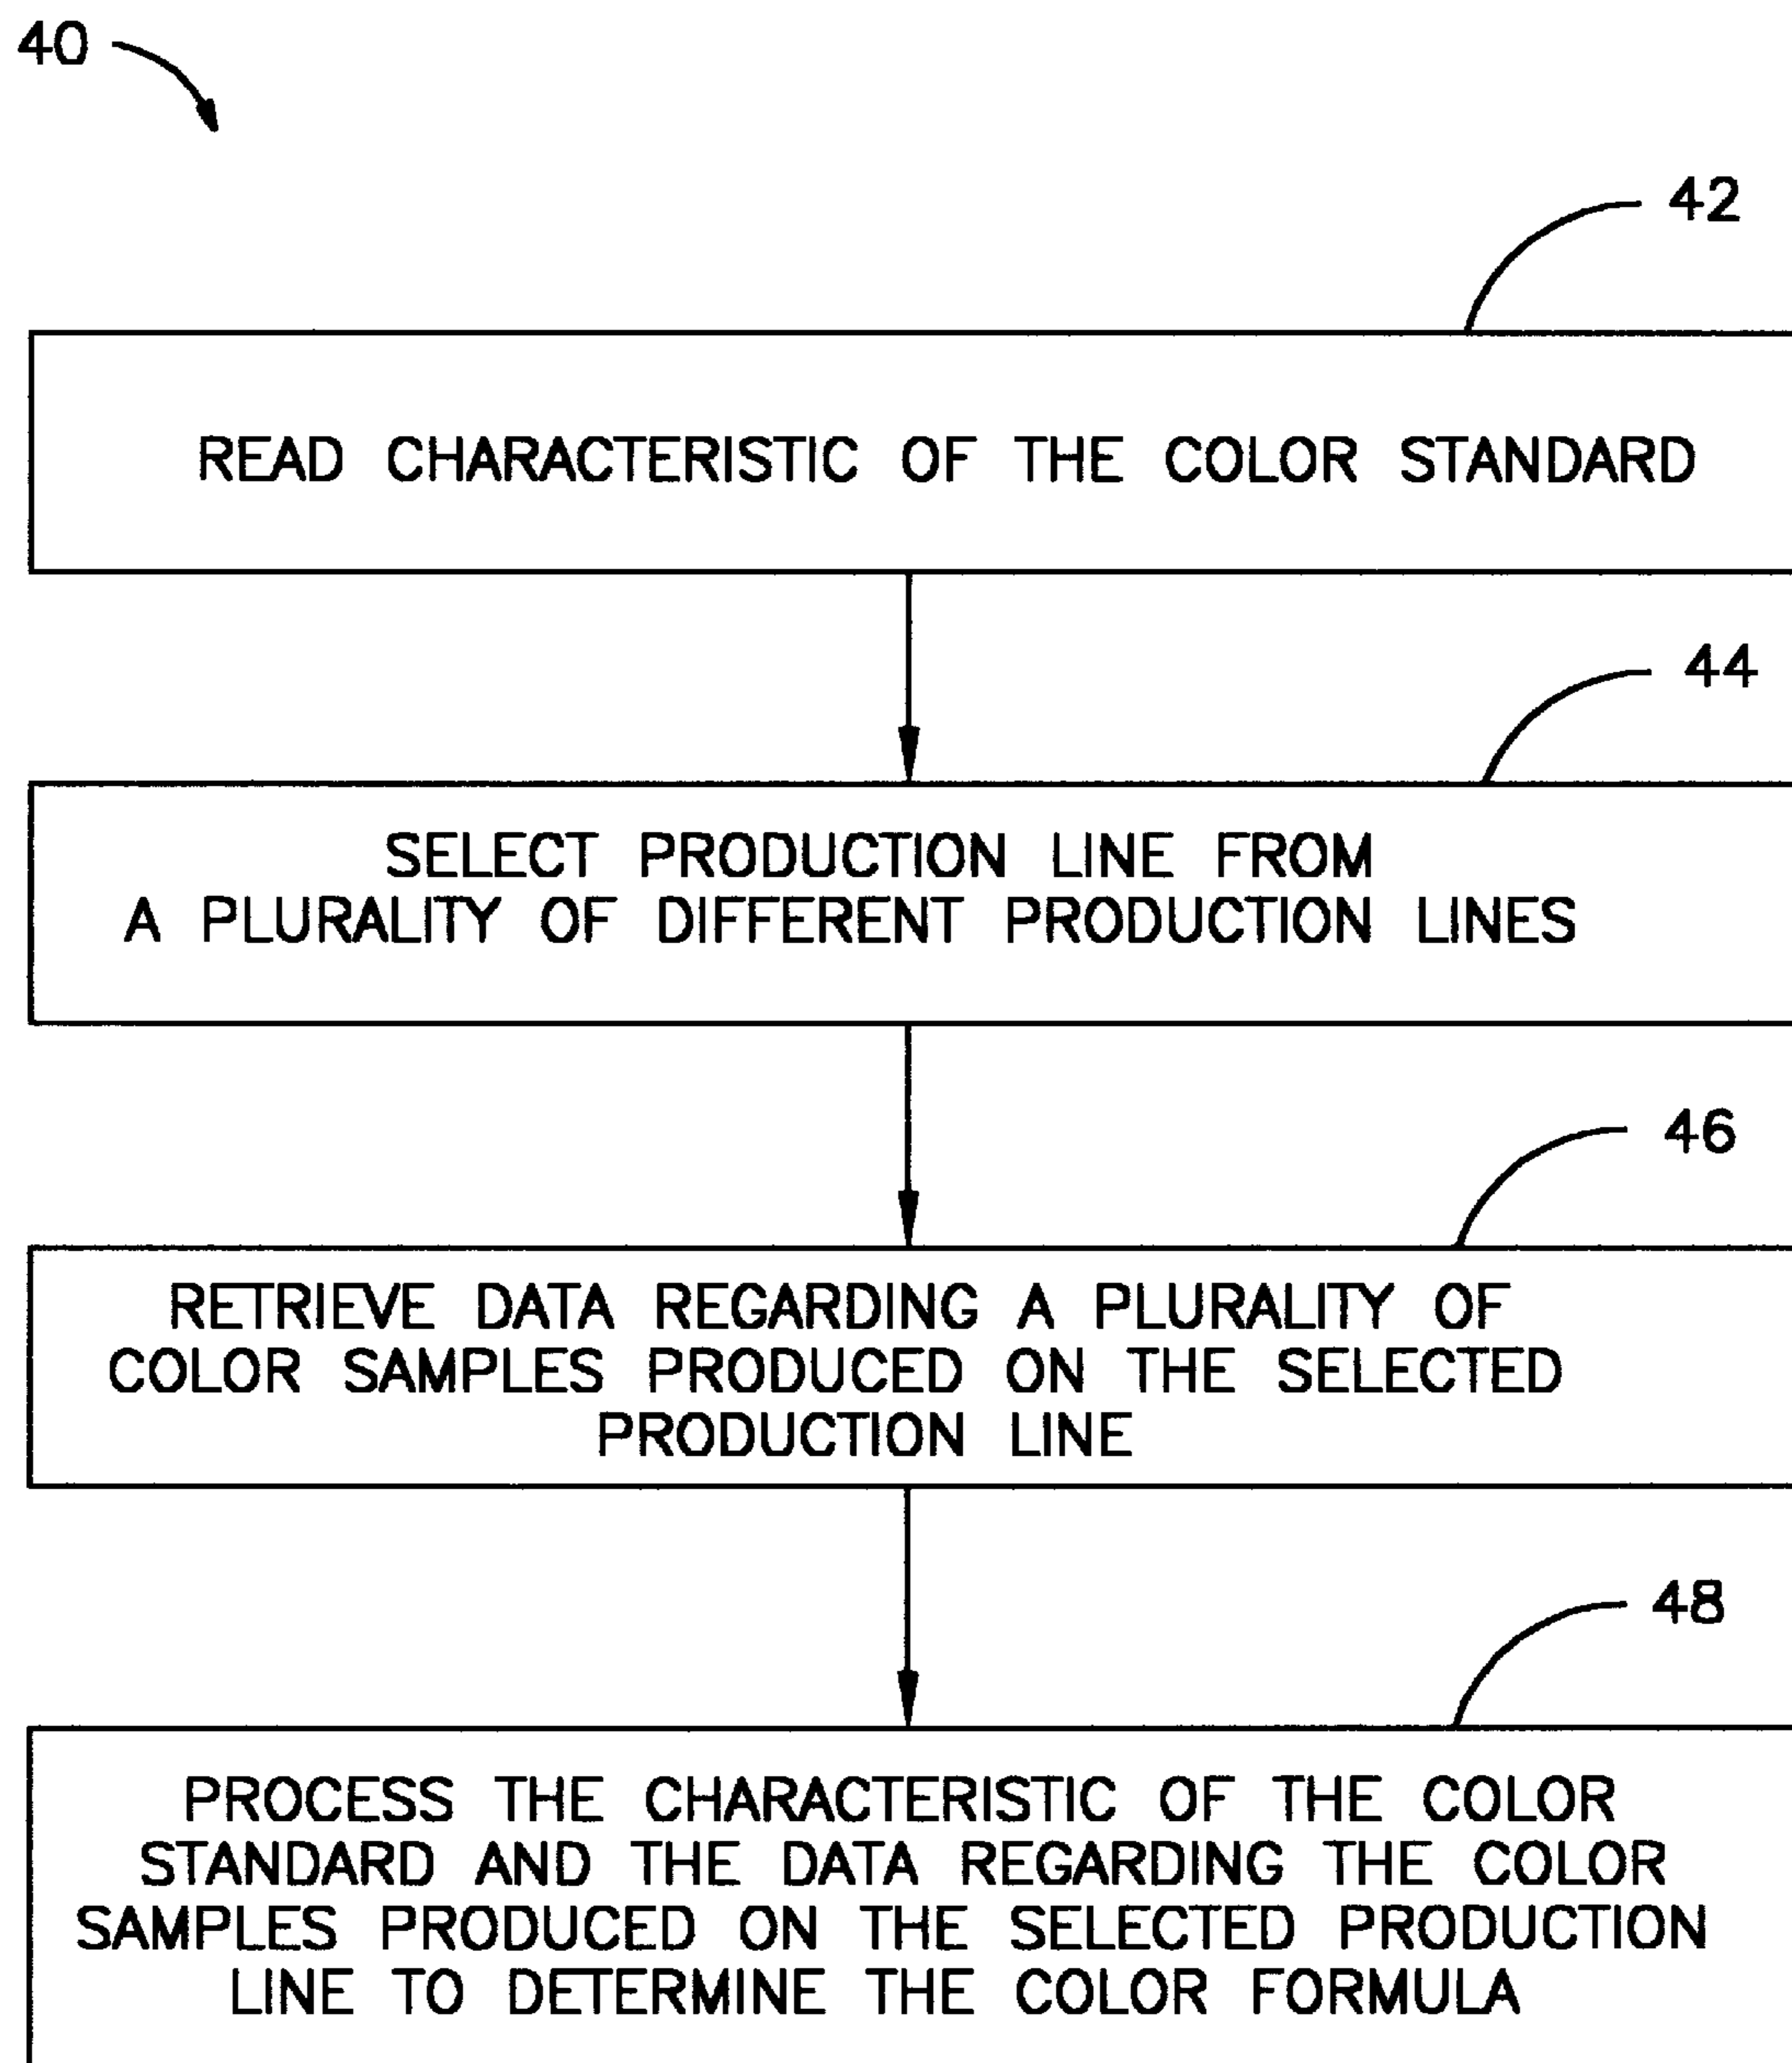 40
42
READ CHARACTERISTIC OF THE COLOR STANDARD
44
SELECT PRODUCTION LINE FROM
A PLURALITY OF DIFFERENT PRODUCTION LINES
46
RETRIEVE DATA REGARDING A PLURALITY OF
COLOR SAMPLES PRODUCED ON THE SELECTED
PRODUCTION LINE
48
PROCESS THE CHARACTERISTIC OF THE COLOR
STANDARD AND THE DATA REGARDING THE COLOR
SAMPLES PRODUCED ON THE SELECTED PRODUCTION
LINE TO DETERMINE THE COLOR FORMULA